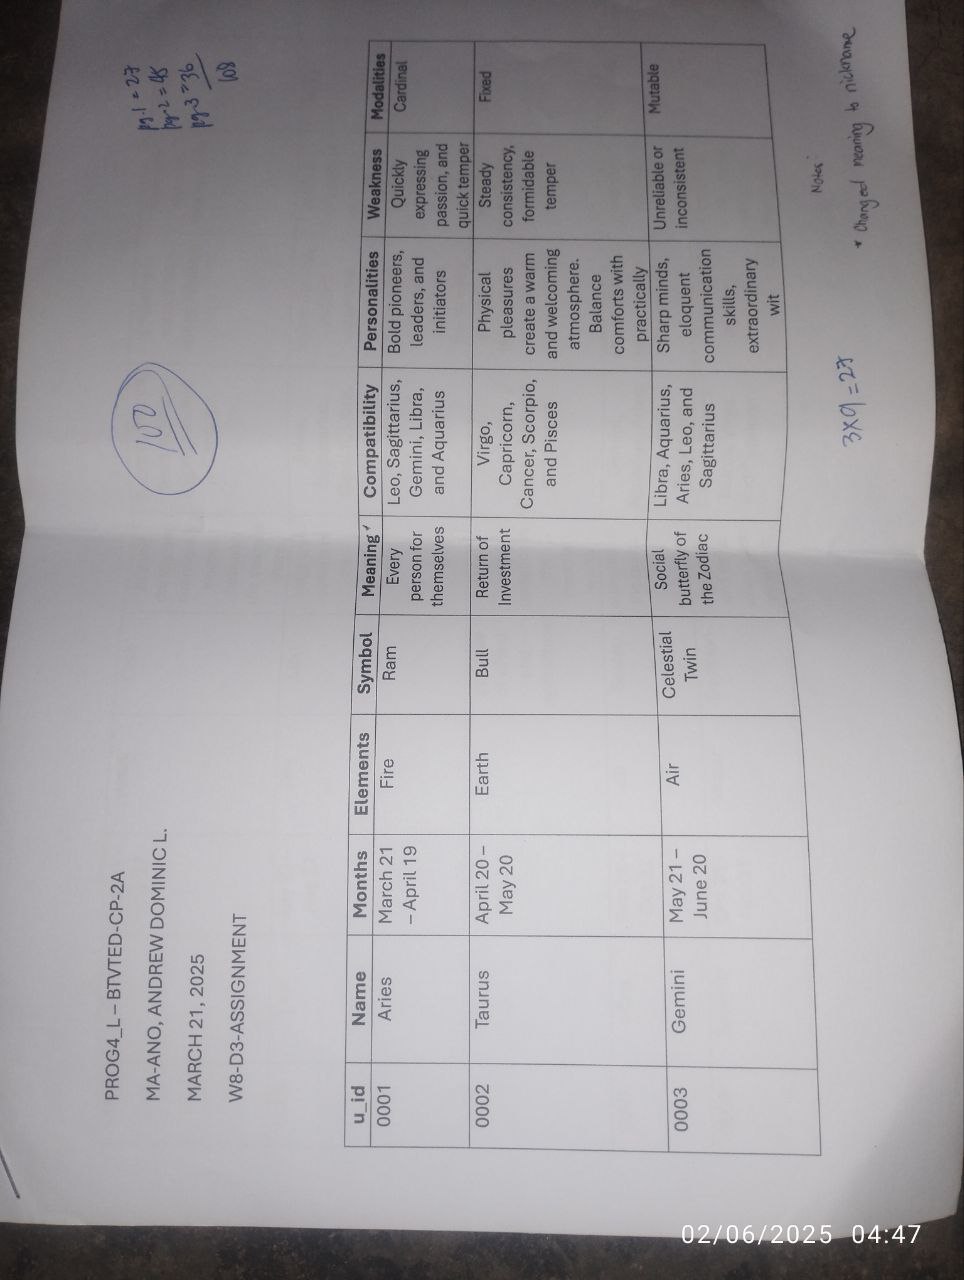 PROG4_L – BTVTED-CP-2A
MA-ANO, ANDREW DOMINIC L.
MARCH 21, 2025
W8-D3-ASSIGNMENT
100
pg.1 = 27
pg.2 = 45
pg.3 = 36
108
u_id Name Months Elements Symbol Meaning Compatibility Personalities Weakness Modalities
0001 Aries March 21 – April 19 Fire Ram Every person for themselves Leo, Sagittarius, Gemini, Libra, and Aquarius Bold pioneers, leaders, and initiators Quickly expressing passion, and quick temper Cardinal
0002 Taurus April 20 – May 20 Earth Bull Return of Investment Virgo, Capricorn, Cancer, Scorpio, and Pisces Physical pleasures create a warm and welcoming atmosphere. Balance comforts with practically Steady consistency, formidable temper Fixed
0003 Gemini May 21 – June 20 Air Celestial Twin Social butterfly of the Zodiac Libra, Aquarius, Aries, Leo, and Sagittarius Sharp minds, eloquent communication skills, extraordinary wit Unreliable or inconsistent Mutable
3x9=27
Notes:
* Changed meaning to nickname
02/06/2025 04:47